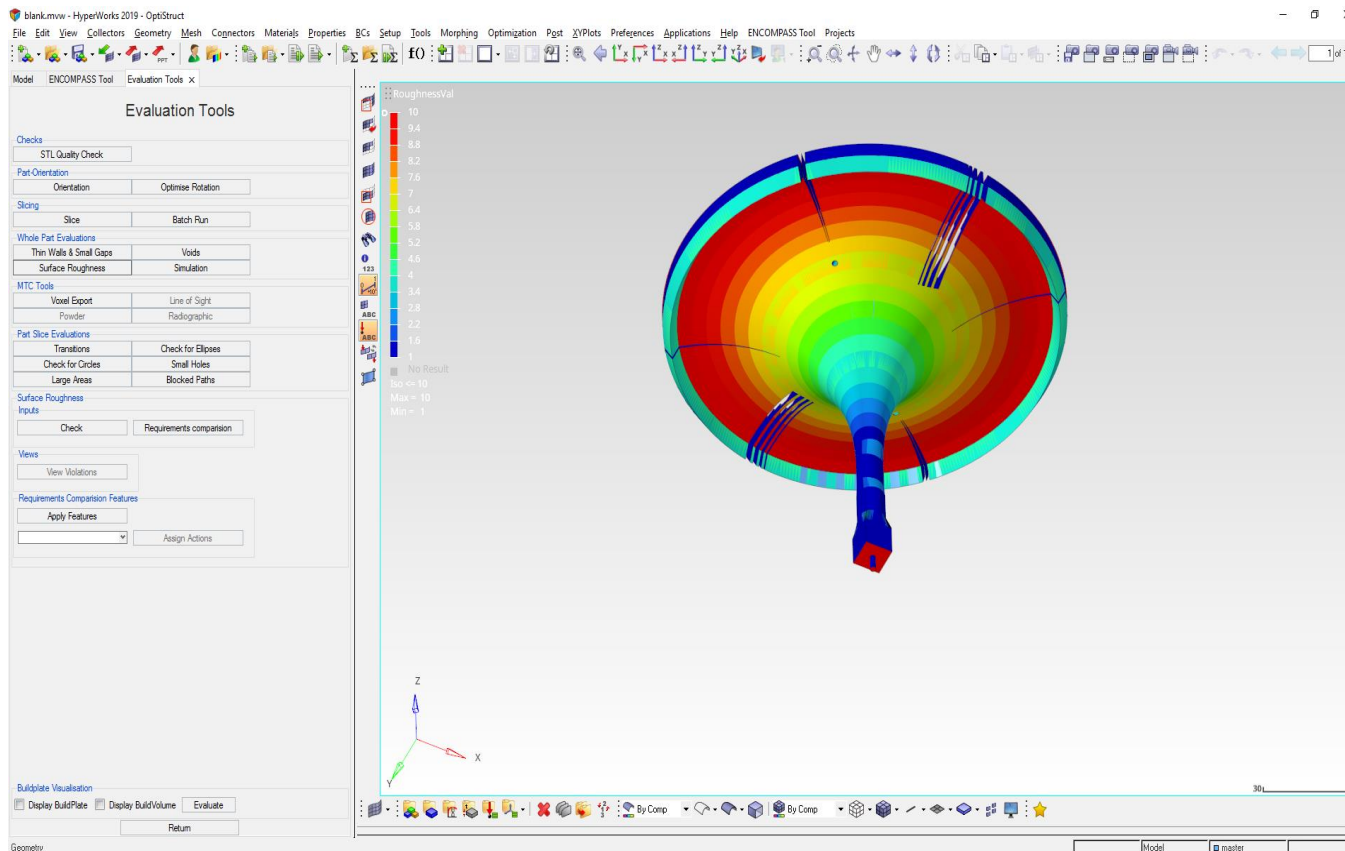 blank.mvw - HyperWorks 2019 - OptiStruct
File Edit View Collectors Geometry Mesh Connectors Materials Properties BCs Setup Tools Morphing Optimization Post XYPlots Preferences Applications Help ENCOMPASS Tool Projects
PPT f() 1 of
Model ENCOMPASS Tool Evaluation Tools
Evaluation Tools
Checks
STL Quality Check
Part-Orientation
Orientation Optimise Rotation
Slicing
Slice Batch Run
Whole Part Evaluations
Thin Walls & Small Gaps Voids
Surface Roughness Simulation
MTC Tools
Voxel Export Line of Sight
Powder Radiographic
Part Slice Evaluations
Transitions Check for Ellipses
Check for Circles Small Holes
Large Areas Blocked Paths
Surface Roughness
Inputs
Check Requirements comparision
Views
View Violations
Requirements Comparision Features
Apply Features
Assign Actions
Buildplate Visualisation
Display BuildPlate Display BuildVolume Evaluate
Return
123
ABC
ABC
RoughnessVal
10
9.4
8.8
8.2
7.6
7
6.4
5.8
5.2
4.6
4
3.4
2.8
2.2
1.6
1
No Result
Iso <= 10
Max = 10
Min = 1
Z
X
Y
30
By Comp By Comp
Geometry Model master